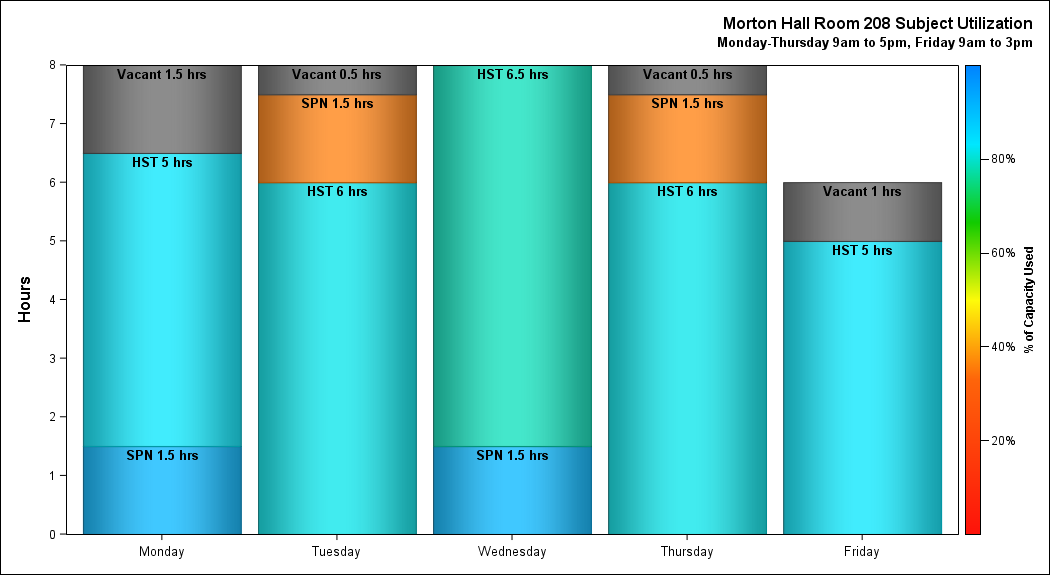 Morton Hall Room 208 Subject Utilization
Monday-Thursday 9am to 5pm, Friday 9am to 3pm
Hours
8
7
6
5
4
3
2
1
0
Vacant 1.5 hrs
HST 5 hrs
SPN 1.5 hrs
Vacant 0.5 hrs
SPN 1.5 hrs
HST 6 hrs
HST 6.5 hrs
SPN 1.5 hrs
Vacant 0.5 hrs
SPN 1.5 hrs
HST 6 hrs
Vacant 1 hrs
HST 5 hrs
Monday
Tuesday
Wednesday
Thursday
Friday
80%
60%
40%
20%
% of Capacity Used